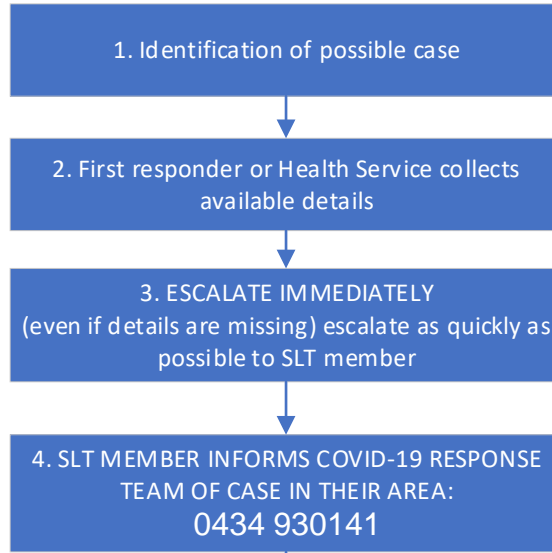 1. Identification of possible case
2. First responder or Health Service collects
available details
3. ESCALATE IMMEDIATELY
(even if details are missing) escalate as quickly as
possible to SLT member
4. SLT MEMBER INFORMS COVID-19 RESPONSE
TEAM OF CASE IN THEIR AREA:
0434 930141